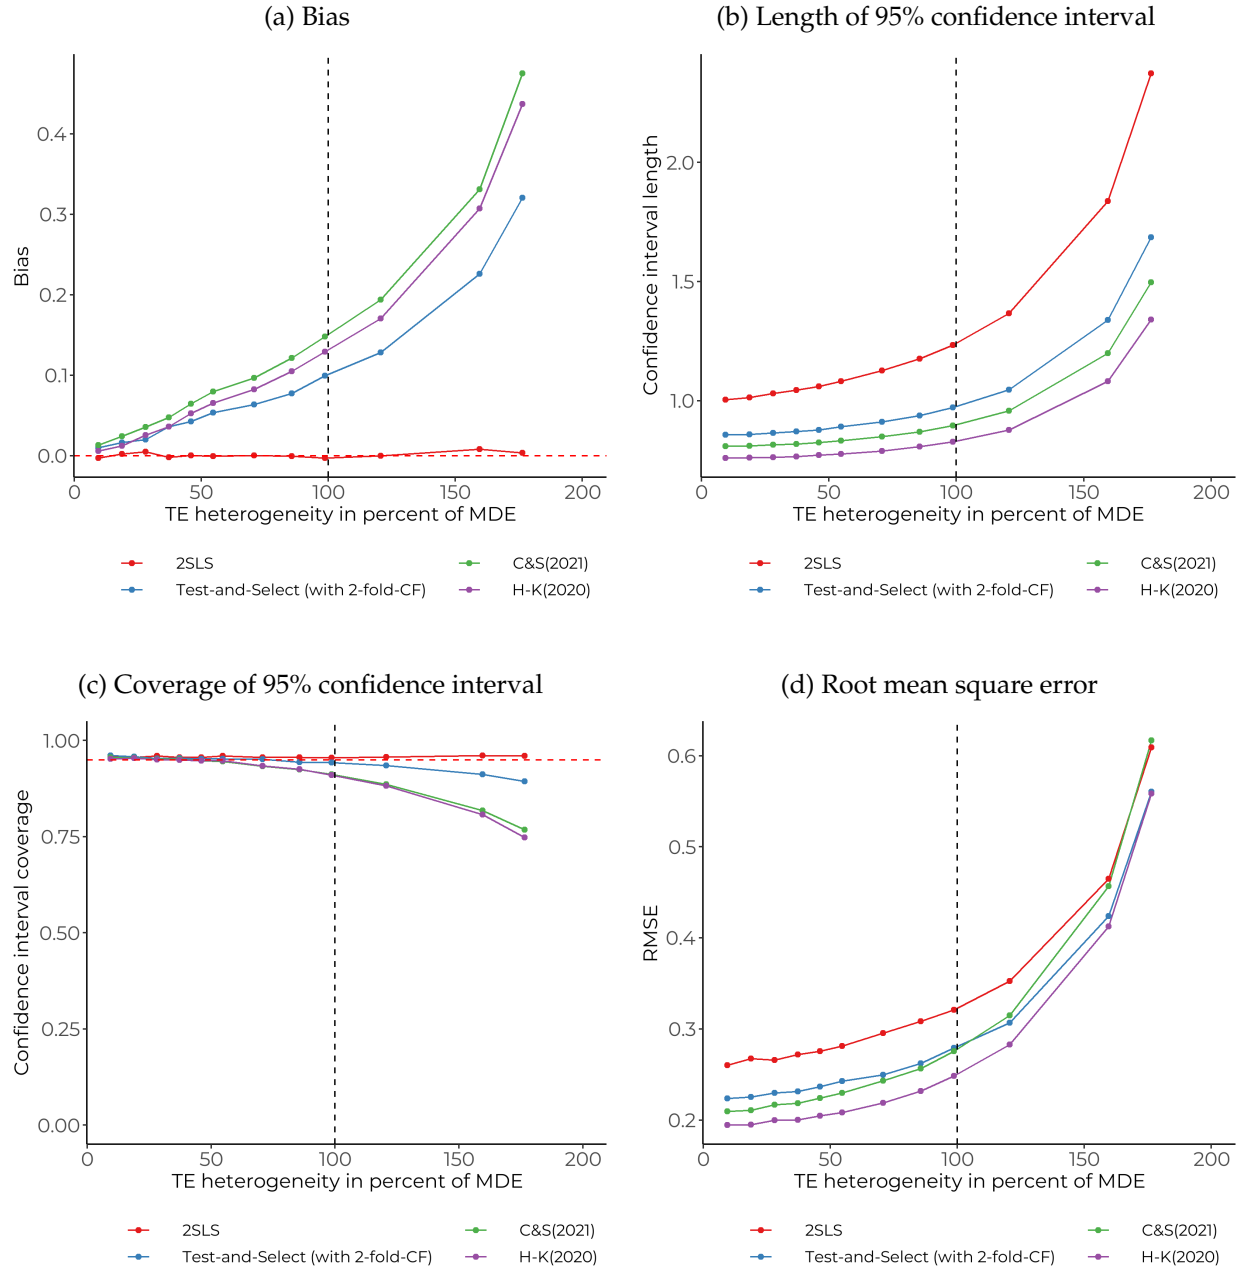 (a) Bias
0.4
0.3
0.2
0.1
0.0
Bias
0 50 100 150 200
TE heterogeneity in percent of MDE
2SLS C&S(2021)
Test-and-Select (with 2-fold-CF) H-K(2020)
(b) Length of 95% confidence interval
2.0
1.5
1.0
Confidence interval length
0 50 100 150 200
TE heterogeneity in percent of MDE
2SLS C&S(2021)
Test-and-Select (with 2-fold-CF) H-K(2020)
(c) Coverage of 95% confidence interval
1.00
0.75
0.50
0.25
0.00
Confidence interval coverage
0 50 100 150 200
TE heterogeneity in percent of MDE
2SLS C&S(2021)
Test-and-Select (with 2-fold-CF) H-K(2020)
(d) Root mean square error
0.6
0.5
0.4
0.3
0.2
RMSE
0 50 100 150 200
TE heterogeneity in percent of MDE
2SLS C&S(2021)
Test-and-Select (with 2-fold-CF) H-K(2020)